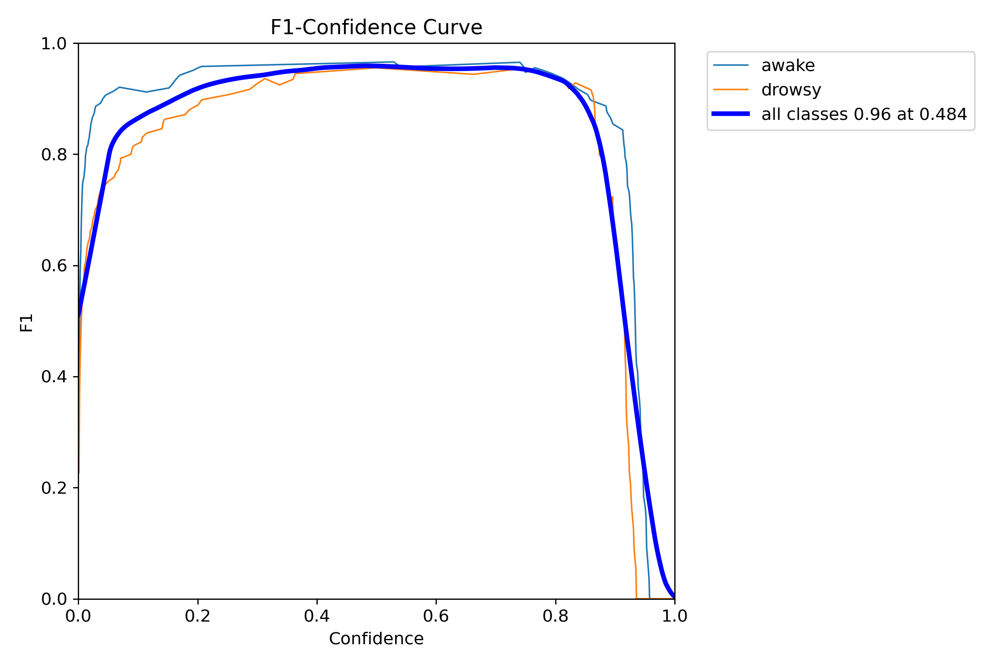 F1-Confidence Curve
1.0
0.8
0.6
0.4
0.2
0.0
F1
0.0 0.2 0.4 0.6 0.8 1.0
Confidence
awake
drowsy
all classes 0.96 at 0.484